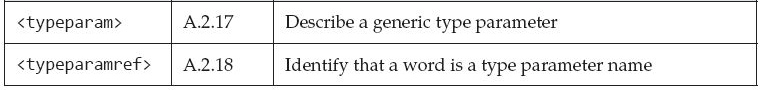 <typeparam> A.2.17 Describe a generic type parameter
<typeparamref> A.2.18 Identify that a word is a type parameter name